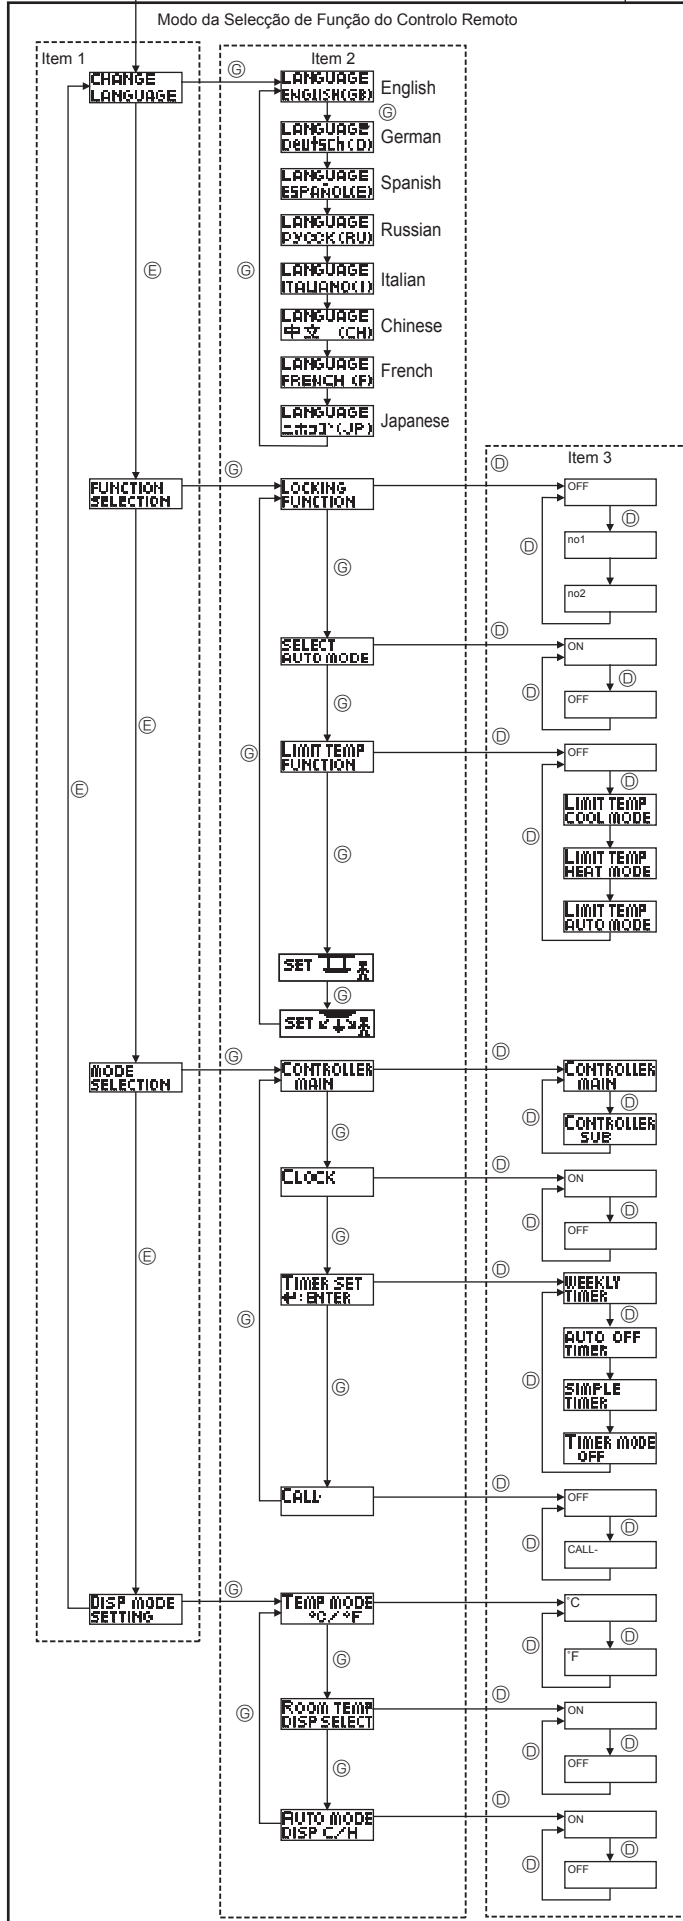 Modo da Selecção de Função do Controlo Remoto
Item 1
Item 2
CHANGE
LANGUAGE
Ⓖ
LANGUAGE
ENGLISH(GB)
English
Ⓖ
LANGUAGE
Deutsch(D)
German
LANGUAGE
ESPAÑOL(E)
Spanish
LANGUAGE
РУССК(RU)
Russian
Ⓔ
Ⓖ
LANGUAGE
ITALIANO(I)
Italian
LANGUAGE
中文 (CH)
Chinese
LANGUAGE
FRENCH (F)
French
LANGUAGE
ニホンゴ(JP)
Japanese
Item 3
FUNCTION
SELECTION
Ⓖ
LOCKING
FUNCTION
Ⓓ
OFF
Ⓓ
no1
Ⓓ
no2
Ⓖ
SELECT
AUTO MODE
Ⓓ
ON
Ⓓ
OFF
Ⓓ
Ⓖ
Ⓔ
Ⓖ
LIMIT TEMP
FUNCTION
Ⓓ
OFF
Ⓓ
LIMIT TEMP
COOL MODE
Ⓔ
Ⓓ
LIMIT TEMP
HEAT MODE
Ⓖ
LIMIT TEMP
AUTO MODE
SET
Ⓖ
SET
MODE
SELECTION
Ⓖ
CONTROLLER
MAIN
Ⓓ
CONTROLLER
MAIN
Ⓓ
Ⓓ
CONTROLLER
SUB
Ⓖ
CLOCK
Ⓓ
ON
Ⓓ
Ⓓ
OFF
Ⓖ
Ⓔ
TIMER SET
↵:ENTER
Ⓓ
WEEKLY
TIMER
Ⓖ
Ⓓ
AUTO OFF
TIMER
Ⓓ
SIMPLE
TIMER
Ⓖ
TIMER MODE
OFF
CALL-
Ⓓ
OFF
Ⓓ
Ⓓ
CALL-
DISP MODE
SETTING
Ⓖ
TEMP MODE
°C/°F
Ⓓ
°C
Ⓓ
Ⓓ
°F
Ⓖ
Ⓖ
ROOM TEMP
DISP SELECT
Ⓓ
ON
Ⓓ
Ⓓ
OFF
Ⓖ
AUTO MODE
DISP C/H
Ⓓ
ON
Ⓓ
Ⓓ
OFF